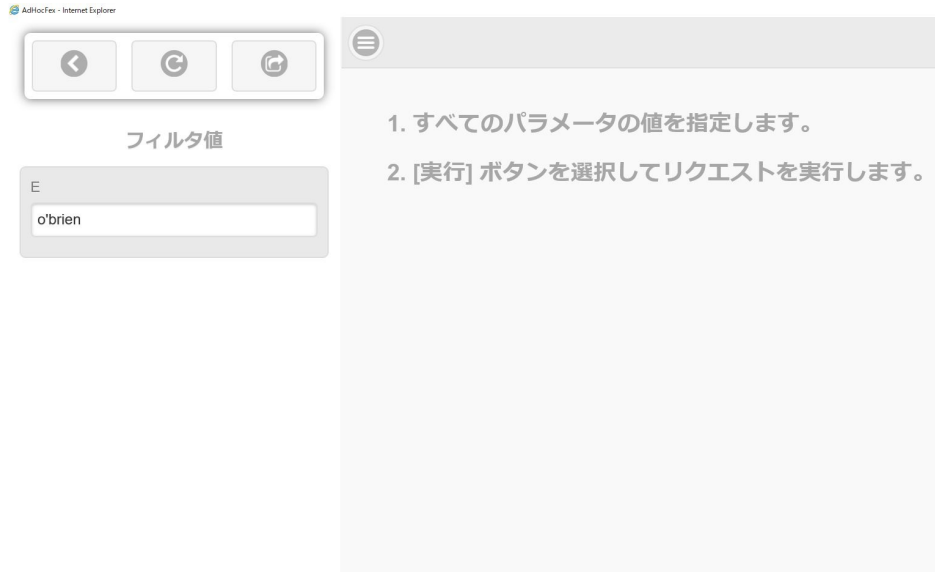 AdHocFex - Internet Explorer
フィルタ値
E
o'brien
1. すべてのパラメータの値を指定します。
2. [実行] ボタンを選択してリクエストを実行します。